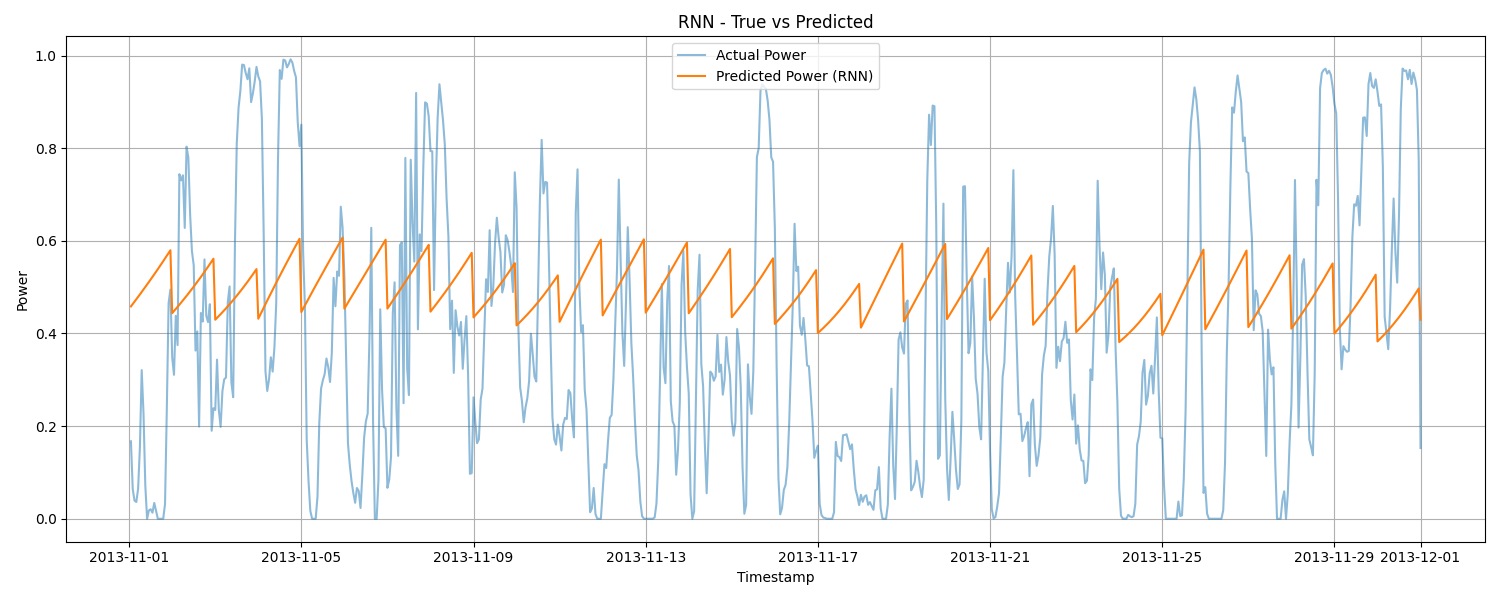 RNN - True vs Predicted
Actual Power
Predicted Power (RNN)
Power
1.0
0.8
0.6
0.4
0.2
0.0
2013-11-01 2013-11-05 2013-11-09 2013-11-13 2013-11-17 2013-11-21 2013-11-25 2013-11-29 2013-12-01
Timestamp